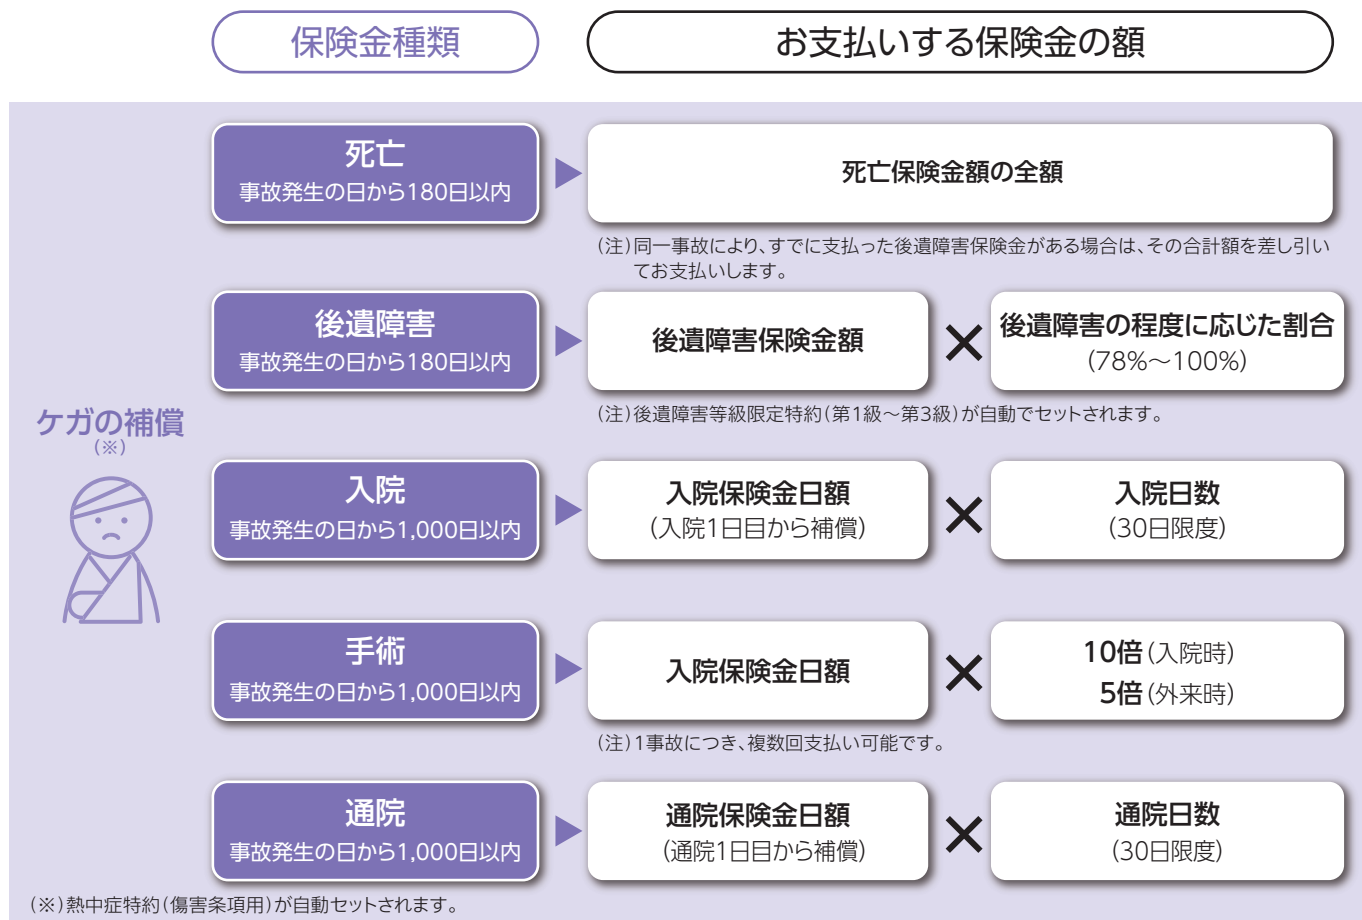 保険金種類
お支払いする保険金の額
ケガの補償
(※)
死亡
事故発生の日から180日以内
死亡保険金額の全額
(注)同一事故により、すでに支払った後遺障害保険金がある場合は、その合計額を差し引い
てお支払いします。
後遺障害
事故発生の日から180日以内
後遺障害保険金額
×
後遺障害の程度に応じた割合
(78%～100%)
(注)後遺障害等級限定特約(第1級～第3級)が自動でセットされます。
入院
事故発生の日から1,000日以内
入院保険金日額
(入院1日目から補償)
×
入院日数
(30日限度)
手術
事故発生の日から1,000日以内
入院保険金日額
×
10倍(入院時)
5倍(外来時)
(注)1事故につき、複数回支払い可能です。
通院
事故発生の日から1,000日以内
通院保険金日額
(通院1日目から補償)
×
通院日数
(30日限度)
(※)熱中症特約(傷害条項用)が自動セットされます。